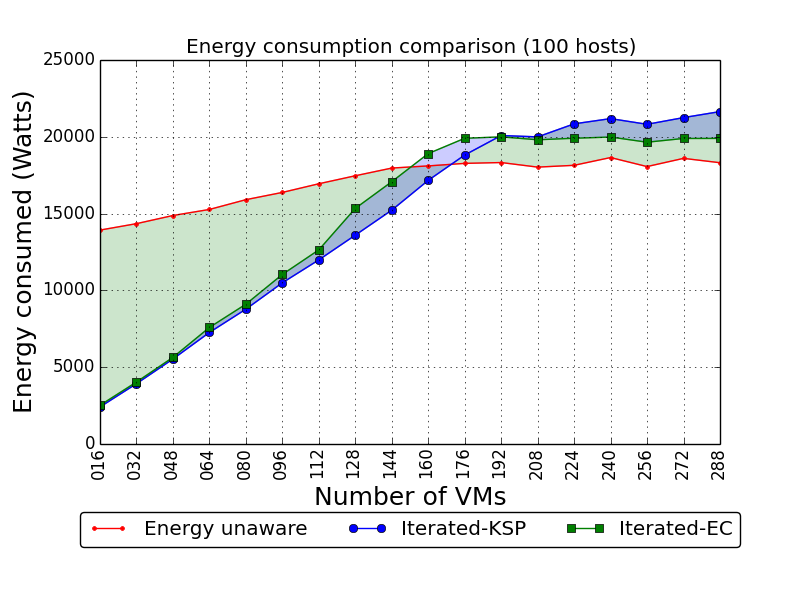 Energy consumption comparison (100 hosts)
Energy consumed (Watts)
25000
20000
15000
10000
5000
0
016 032 048 064 080 096 112 128 144 160 176 192 208 224 240 256 272 288
Number of VMs
Energy unaware Iterated-KSP Iterated-EC